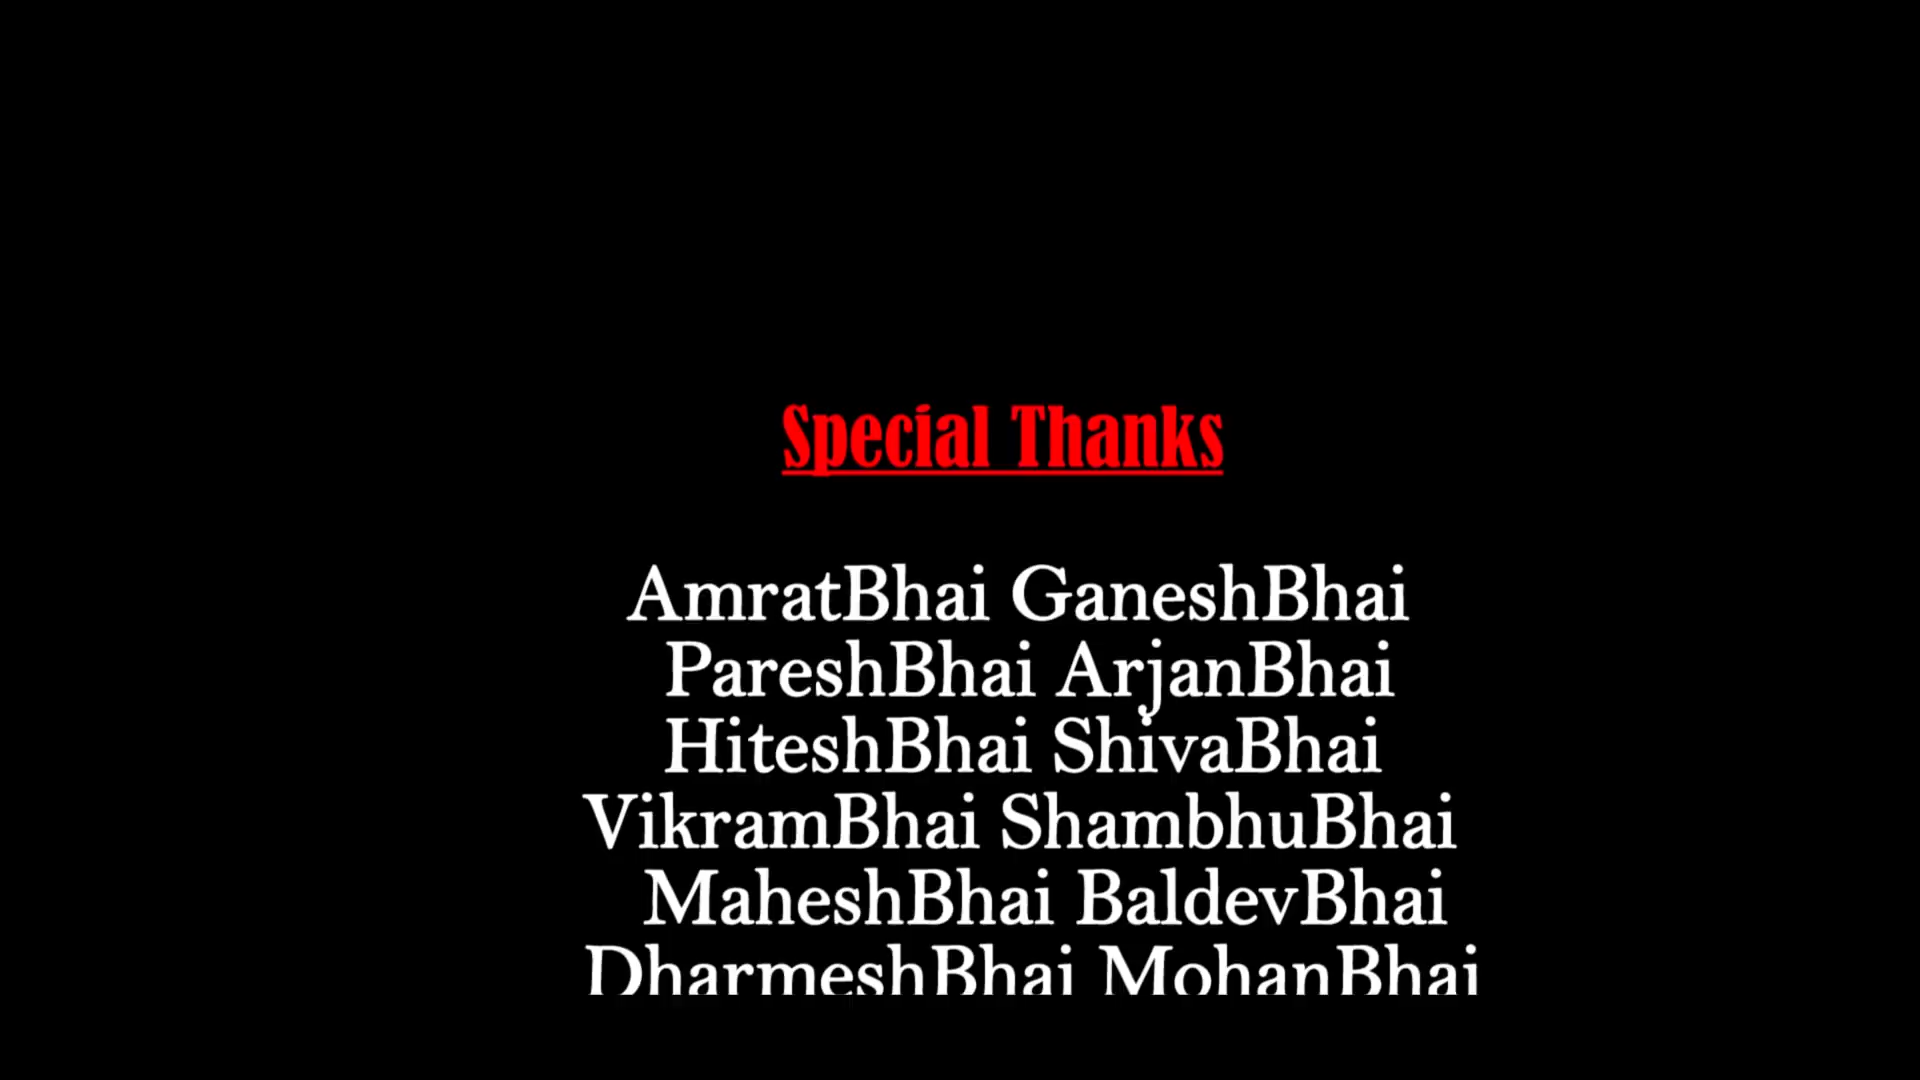 Special Thanks
AmratBhai GaneshBhai
PareshBhai ArjanBhai
HiteshBhai ShivaBhai
VikramBhai ShambhuBhai
MaheshBhai BaldevBhai
DharmeshBhai MohanBhai